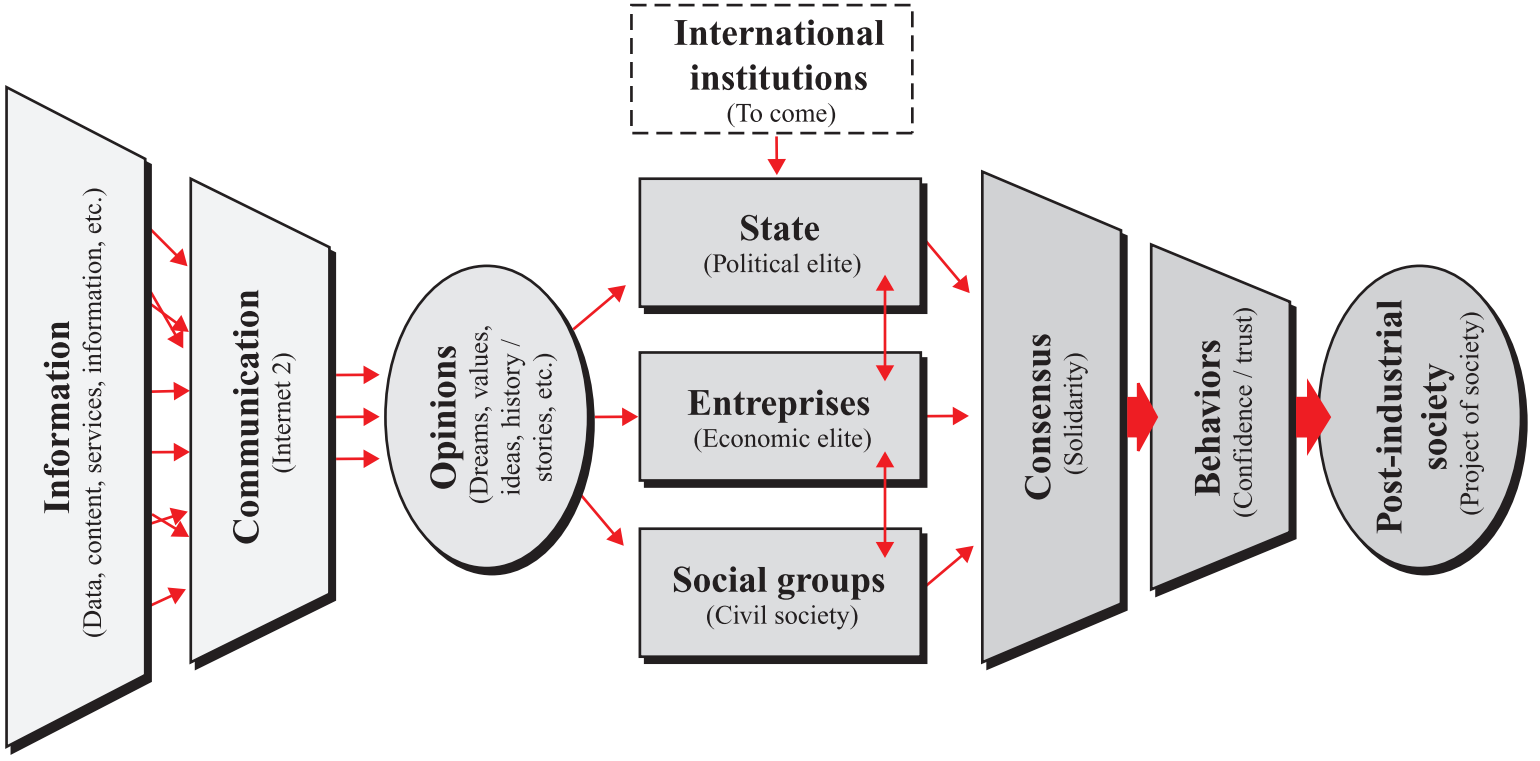 Information
(Data, content, services, information, etc.)
Communication
(Internet 2)
Opinions
(Dreams, values,
ideas, history /
stories, etc.)
International
institutions
(To come)
State
(Political elite)
Entreprises
(Economic elite)
Social groups
(Civil society)
Consensus
(Solidarity)
Behaviors
(Confidence / trust)
Post-industrial
society
(Project of society)